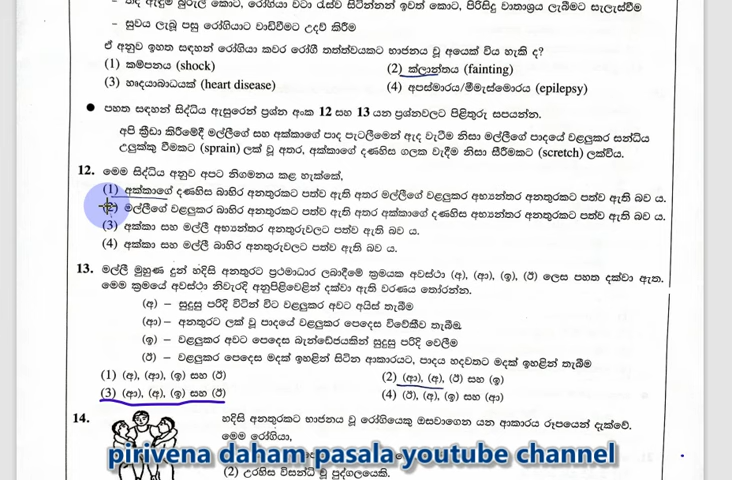 – තද ඇඳුම් බුරුල් කොට, රෝගියා වටා රැස්ව සිටින්නන් ඉවත් කොට, පිරිසිදු වාතාශ්‍රය ලැබීමට සැලැස්වීම
– සුවය ලැබූ පසු රෝගියාට වාඩිවීමට උදව් කිරීම
ඒ අනුව ඉහත සඳහන් රෝගියා කවර රෝගී තත්ත්වයකට භාජනය වූ අයෙක් විය හැකි ද?
(1) කම්පනය (shock) (2) ක්ලාන්තය (fainting)
(3) හෘදයාබාධයක් (heart disease) (4) අපස්මාරය/මීමැස්මොරය (epilepsy)
● පහත සඳහන් සිද්ධිය ඇසුරෙන් ප්‍රශ්න අංක 12 සහ 13 යන ප්‍රශ්නවලට පිළිතුරු සපයන්න.
අපි ක්‍රීඩා කිරීමේදී මල්ලීගේ සහ අක්කාගේ පාද පැටලීමෙන් ඇද වැටීම නිසා මල්ලීගේ පාදයේ වළලුකර සන්ධිය
උලුක්කු වීමකට (sprain) ලක් වූ අතර, අක්කාගේ දණහිස ගලක වැදීම නිසා සීරීමකට (scretch) ලක්විය.
12. මෙම සිද්ධිය අනුව අපට නිගමනය කළ හැක්කේ,
(1) අක්කාගේ දණහිස බාහිර අනතුරකට පත්ව ඇති අතර මල්ලීගේ වළලුකර අභ්‍යන්තර අනතුරකට පත්ව ඇති බව ය.
(2) මල්ලීගේ වළලුකර බාහිර අනතුරකට පත්ව ඇති අතර අක්කාගේ දණහිස අභ්‍යන්තර අනතුරකට පත්ව ඇති බව ය.
(3) අක්කා සහ මල්ලී අභ්‍යන්තර අනතුරුවලට පත්ව ඇති බව ය.
(4) අක්කා සහ මල්ලී බාහිර අනතුරුවලට පත්ව ඇති බව ය.
13. මල්ලී මුහුණ දුන් හදිසි අනතුරට ප්‍රථමාධාර ලබාදීමේ ක්‍රමයක අවස්ථා (අ), (ආ), (ඉ), (ඊ) ලෙස පහත දක්වා ඇත.
මෙම ක්‍රමයේ අවස්ථා නිවැරදි අනුපිළිවෙළින් දක්වා ඇති වරණය තෝරන්න.
(අ) – සුදුසු පරිදි විටින් විට වළලුකර අවට අයිස් තැබීම
(ආ) – අනතුරට ලක් වූ පාදයේ වළලුකර පෙදෙස විවේකීව තැබීම
(ඉ) – වළලුකර අවට පෙදෙස බැන්ඩේජයකින් සුදුසු පරිදි වෙලීම
(ඊ) – වළලුකර පෙදෙස මදක් ඉහළින් සිටින ආකාරයට, පාදය හදවතට මදක් ඉහළින් තැබීම
(1) (අ), (ආ), (ඉ) සහ (ඊ) (2) (ආ), (අ), (ඊ) සහ (ඉ)
(3) (ආ), (අ), (ඉ) සහ (ඊ) (4) (ඊ), (අ), (ඉ) සහ (ආ)
14. හදිසි අනතුරකට භාජනය වූ රෝගියෙකු ඔසවාගෙන යන ආකාරය රූපයෙන් දැක්වේ.
මෙම රෝගියා,
pirivena daham pasala youtube channel
(2) උරහිස විසන්ධි වූ පුද්ගලයෙකි.